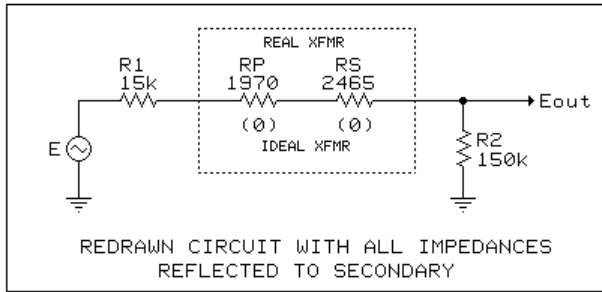 REAL XFMR
R1
15k
RP
1970
RS
2465
(0)
(0)
IDEAL XFMR
Eout
E
R2
150k
REDRAWN CIRCUIT WITH ALL IMPEDANCES
REFLECTED TO SECONDARY